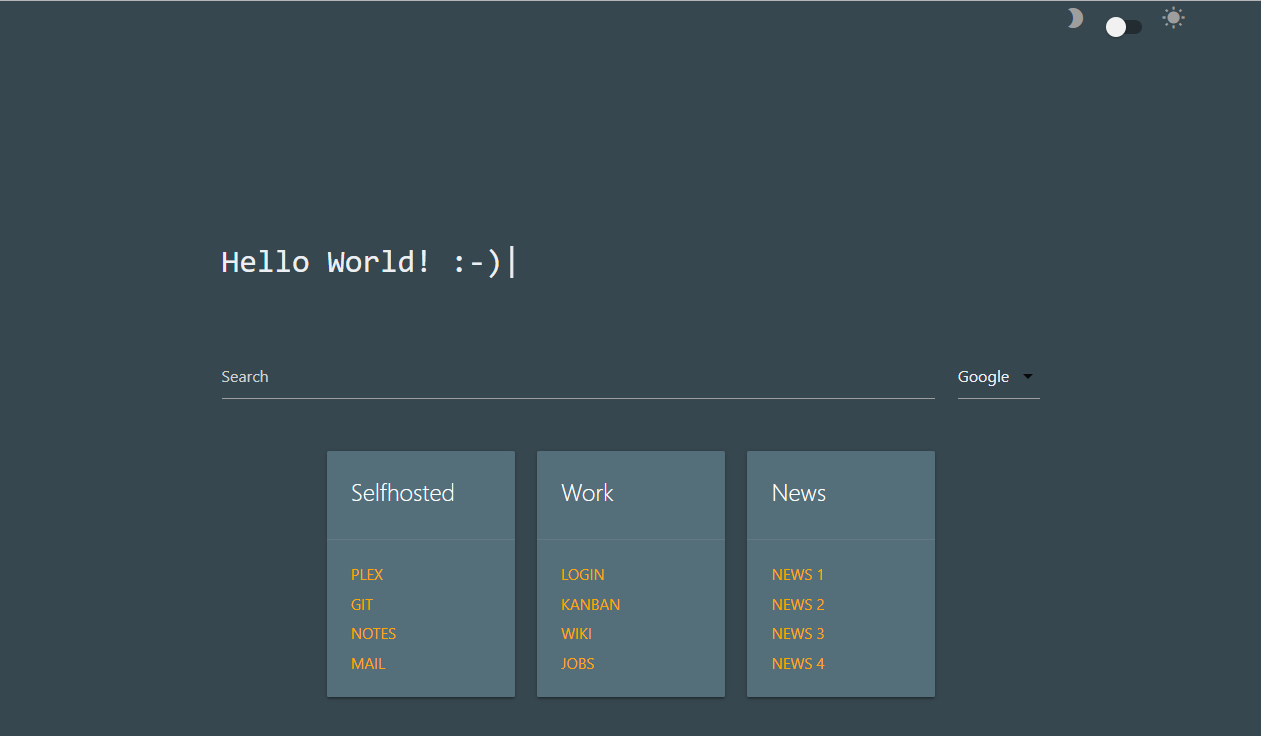 Hello World! :-)|
Search
Google
Selfhosted
PLEX
GIT
NOTES
MAIL
Work
LOGIN
KANBAN
WIKI
JOBS
News
NEWS 1
NEWS 2
NEWS 3
NEWS 4